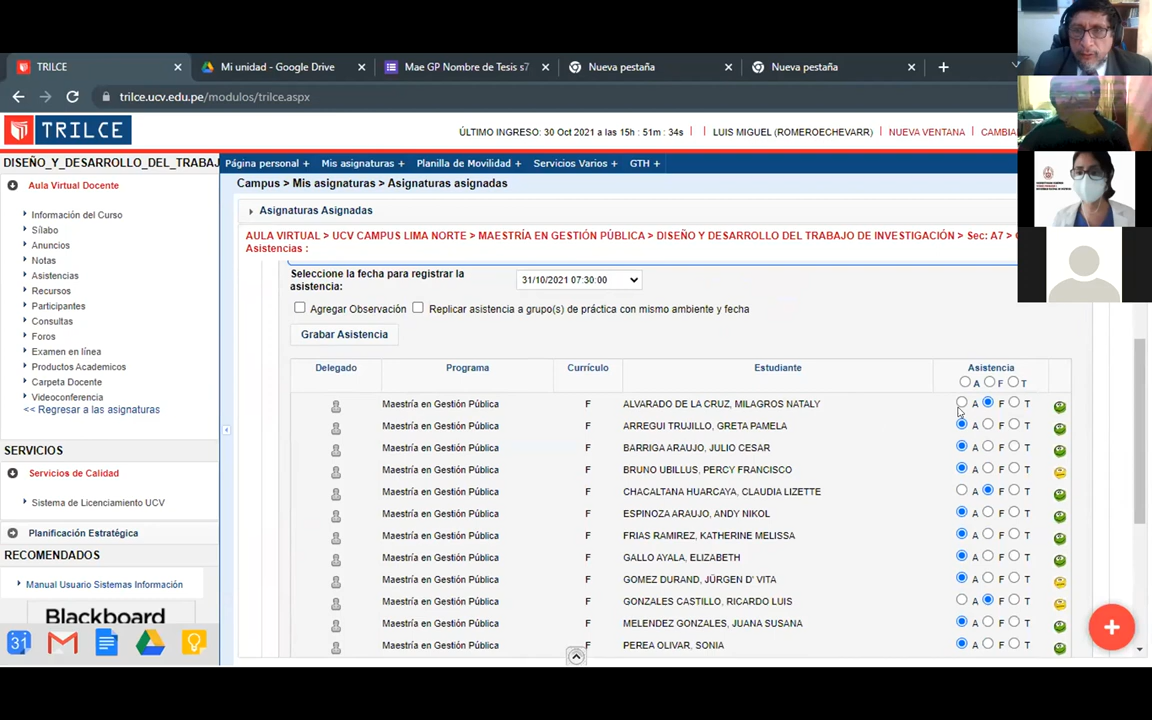 TRILCE
Mi unidad - Google Drive
Mae GP Nombre de Tesis s7
Nueva pestaña
Nueva pestaña
trilce.ucv.edu.pe/modulos/trilce.aspx
TRILCE
ÚLTIMO INGRESO: 30 Oct 2021 a las 15h : 51m : 34s | | LUIS MIGUEL (ROMEROECHEVARR) | NUEVA VENTANA | CAMBIA
DISEÑO_Y_DESARROLLO_DEL_TRABAJ
Página personal + Mis asignaturas + Planilla de Movilidad + Servicios Varios + GTH +
Campus > Mis asignaturas > Asignaturas asignadas
Asignaturas Asignadas
AULA VIRTUAL > UCV CAMPUS LIMA NORTE > MAESTRÍA EN GESTIÓN PÚBLICA > DISEÑO Y DESARROLLO DEL TRABAJO DE INVESTIGACIÓN > Sec: A7 >
Asistencias :
Aula Virtual Docente
Información del Curso
Sílabo
Anuncios
Notas
Asistencias
Recursos
Participantes
Consultas
Foros
Examen en línea
Productos Academicos
Carpeta Docente
Videoconferencia
<< Regresar a las asignaturas
SERVICIOS
Servicios de Calidad
Sistema de Licenciamiento UCV
Planificación Estratégica
RECOMENDADOS
Manual Usuario Sistemas Información
Blackboard
31
Seleccione la fecha para registrar la
asistencia:
31/10/2021 07:30:00
Agregar Observación
Replicar asistencia a grupo(s) de práctica con mismo ambiente y fecha
Grabar Asistencia
Delegado Programa Currículo Estudiante Asistencia
A F T
Maestría en Gestión Pública F ALVARADO DE LA CRUZ, MILAGROS NATALY A F T
Maestría en Gestión Pública F ARREGUI TRUJILLO, GRETA PAMELA A F T
Maestría en Gestión Pública F BARRIGA ARAUJO, JULIO CESAR A F T
Maestría en Gestión Pública F BRUNO UBILLUS, PERCY FRANCISCO A F T
Maestría en Gestión Pública F CHACALTANA HUARCAYA, CLAUDIA LIZETTE A F T
Maestría en Gestión Pública F ESPINOZA ARAUJO, ANDY NIKOL A F T
Maestría en Gestión Pública F FRIAS RAMIREZ, KATHERINE MELISSA A F T
Maestría en Gestión Pública F GALLO AYALA, ELIZABETH A F T
Maestría en Gestión Pública F GOMEZ DURAND, JÜRGEN D' VITA A F T
Maestría en Gestión Pública F GONZALES CASTILLO, RICARDO LUIS A F T
Maestría en Gestión Pública F MELENDEZ GONZALES, JUANA SUSANA A F T
Maestría en Gestión Pública F PEREA OLIVAR, SONIA A F T